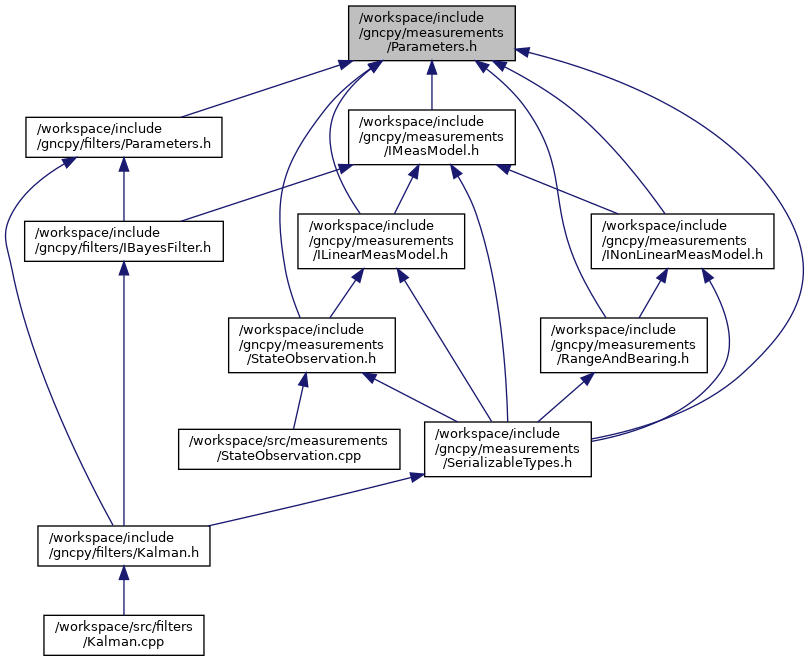 /workspace/include
/gncpy/measurements
/Parameters.h
/workspace/include
/gncpy/filters/Parameters.h
/workspace/include
/gncpy/measurements
/IMeasModel.h
/workspace/include
/gncpy/filters/IBayesFilter.h
/workspace/include
/gncpy/measurements
/ILinearMeasModel.h
/workspace/include
/gncpy/measurements
/INonLinearMeasModel.h
/workspace/include
/gncpy/measurements
/StateObservation.h
/workspace/include
/gncpy/measurements
/RangeAndBearing.h
/workspace/src/measurements
/StateObservation.cpp
/workspace/include
/gncpy/measurements
/SerializableTypes.h
/workspace/include
/gncpy/filters/Kalman.h
/workspace/src/filters
/Kalman.cpp